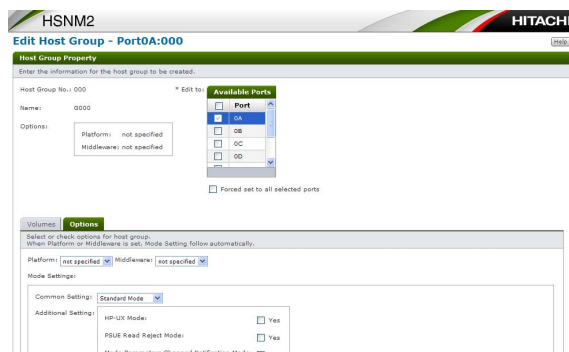 HSNM2
HITACHI
Edit Host Group - Port0A:000
Help
Host Group Property
Enter the information for the host group to be created.
Host Group No.: 000
* Edit to:
Available Ports
Port
0A
0B
0C
0D
Name: G000
Options:
Platform: not specified
Middleware: not specified
Forced set to all selected ports
Volumes Options
Select or check options for host group.
When Platform or Middleware is set, Mode Setting follow automatically.
Platform: not specified Middleware: not specified
Mode Settings:
Common Setting: Standard Mode
Additional Setting:
HP-UX Mode: Yes
PSUE Read Reject Mode: Yes